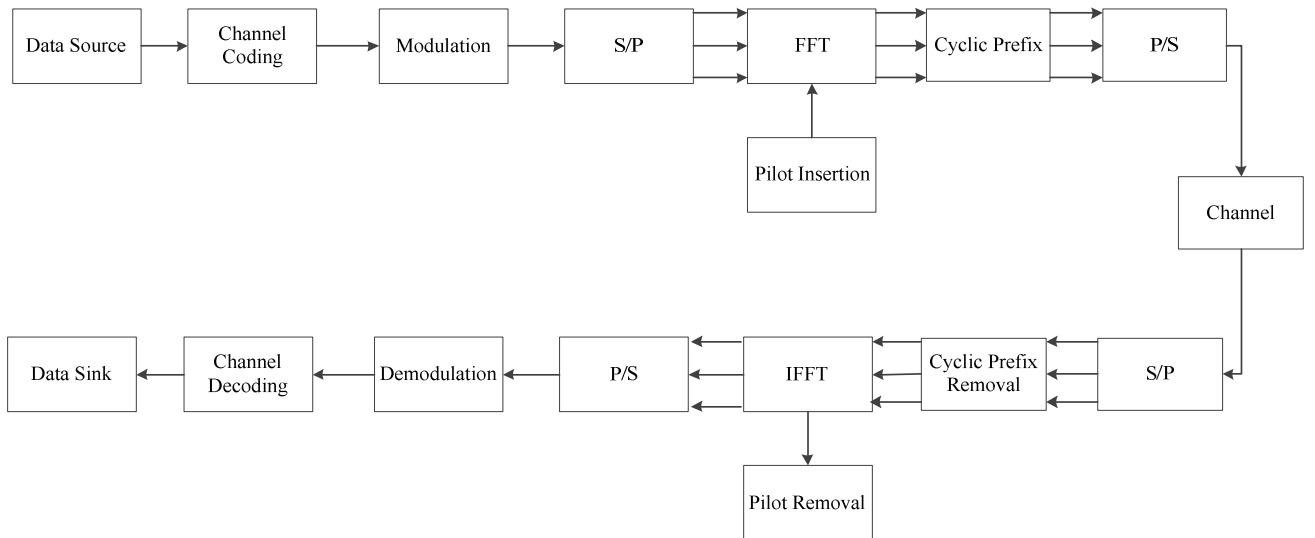 Data Source
Channel
Coding
Modulation
S/P
FFT
Cyclic Prefix
P/S
Pilot Insertion
Channel
Data Sink
Channel
Decoding
Demodulation
P/S
IFFT
Cyclic Prefix
Removal
S/P
Pilot Removal